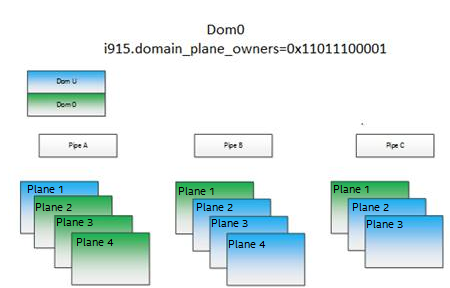 Dom0
i915.domain_plane_owners=0x11011100001
Dom U
Dom 0
Pipe A
Pipe B
Pipe C
Plane 1
Plane 2
Plane 3
Plane 4
Plane 1
Plane 2
Plane 3
Plane 4
Plane 1
Plane 2
Plane 3